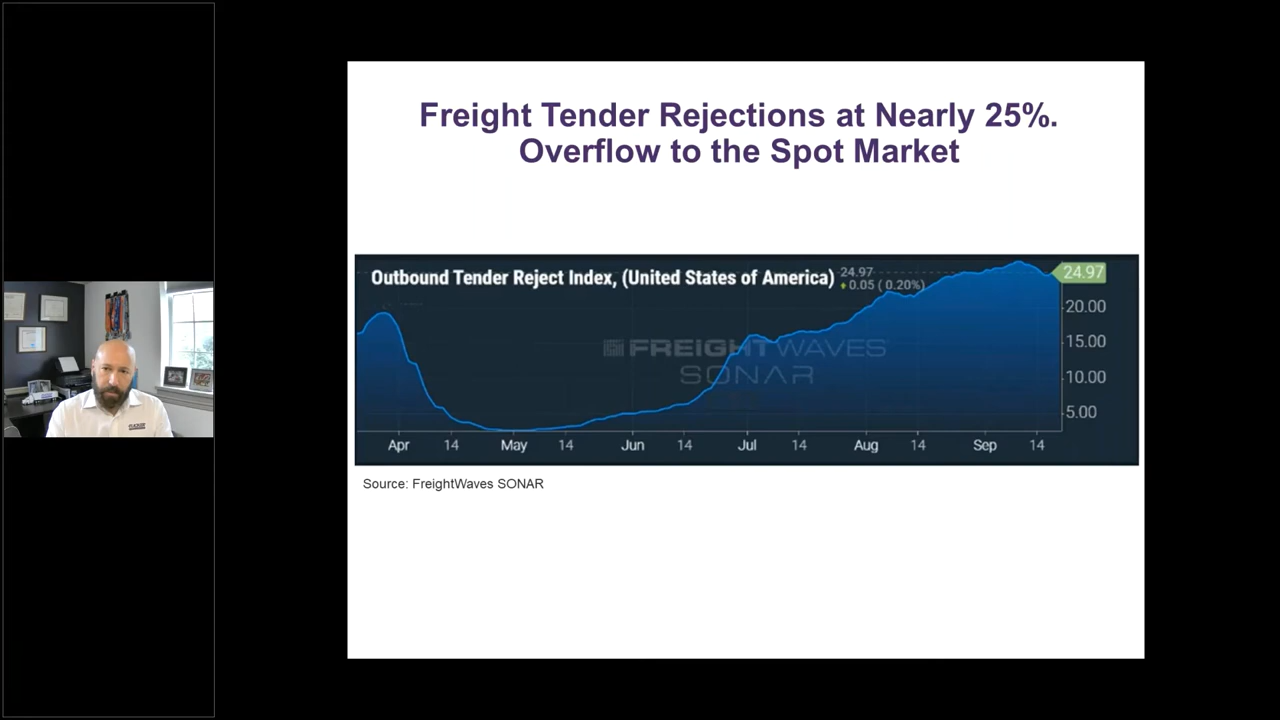 Freight Tender Rejections at Nearly 25%.
Overflow to the Spot Market
Outbound Tender Reject Index, (United States of America)
24.97
0.05 ( 0.20%)
24.97
20.00
15.00
10.00
5.00
FREIGHTWAVES
SONAR
Apr 14 May 14 Jun 14 Jul 14 Aug 14 Sep 14
Source: FreightWaves SONAR